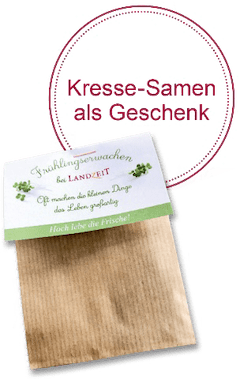 Kresse-Samen
als Geschenk
Frühlingserwachen
bei LANDZEIT
Oft machen die kleinen Dinge
das Leben großartig
Hoch lebe die Frische!